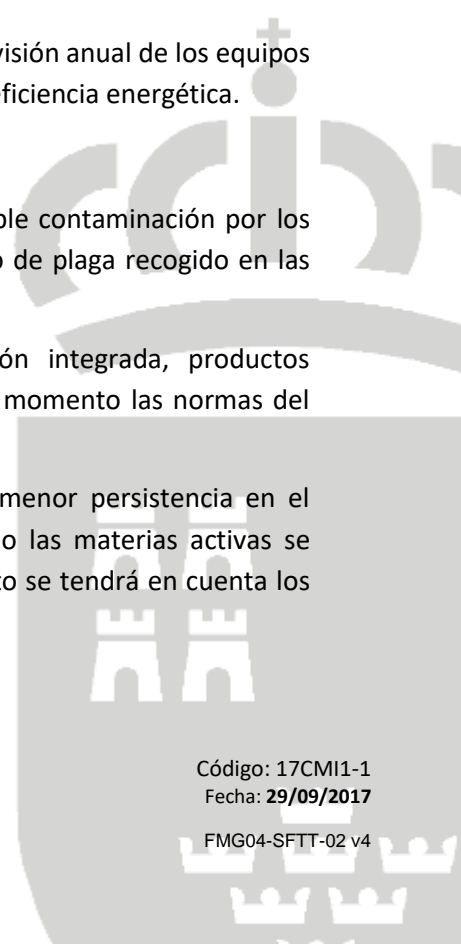 visión anual de los equipos
eficiencia energética.
ble contaminación por los
o de plaga recogido en las
ón integrada, productos
momento las normas del
menor persistencia en el
o las materias activas se
to se tendrá en cuenta los
Código: 17CMI1-1
Fecha: 29/09/2017
FMG04-SFTT-02 v4